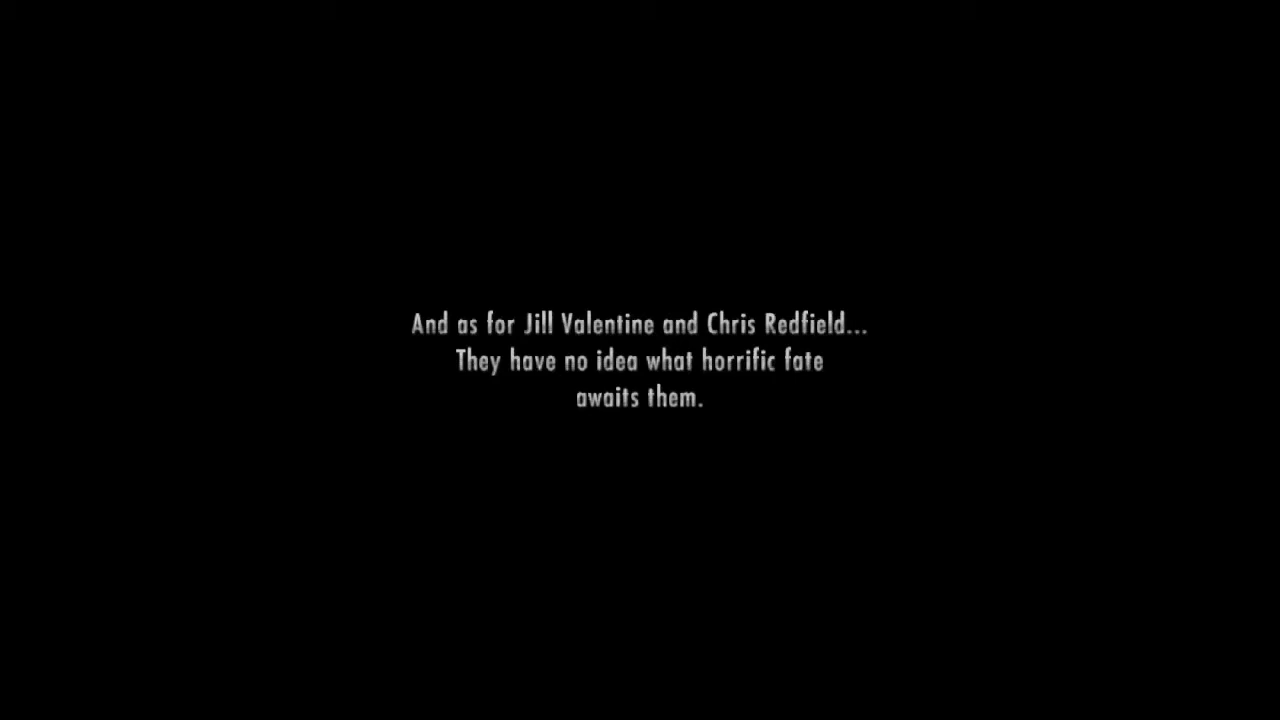 And as for Jill Valentine and Chris Redfield...
They have no idea what horrific fate
awaits them.